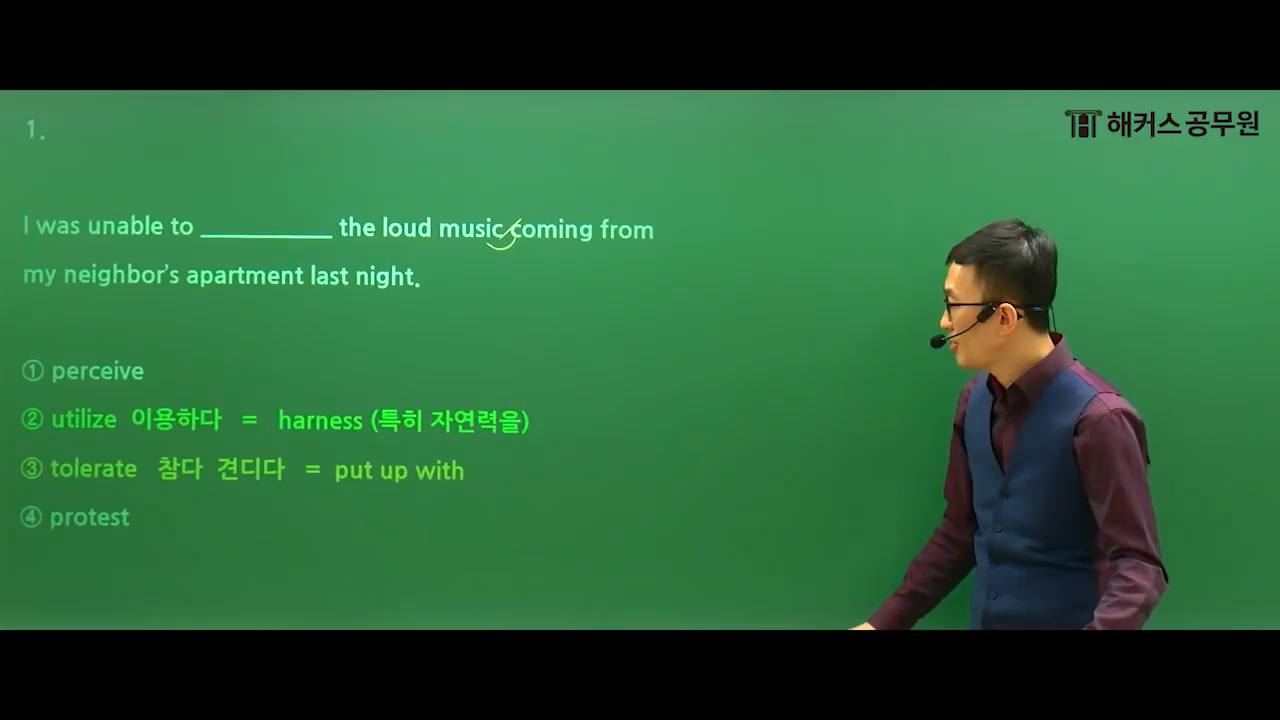 해커스공무원
1.
I was unable to __________ the loud music coming from
my neighbor's apartment last night.
① perceive
② utilize 이용하다 = harness (특히 자연력을)
③ tolerate 참다 견디다 = put up with
④ protest